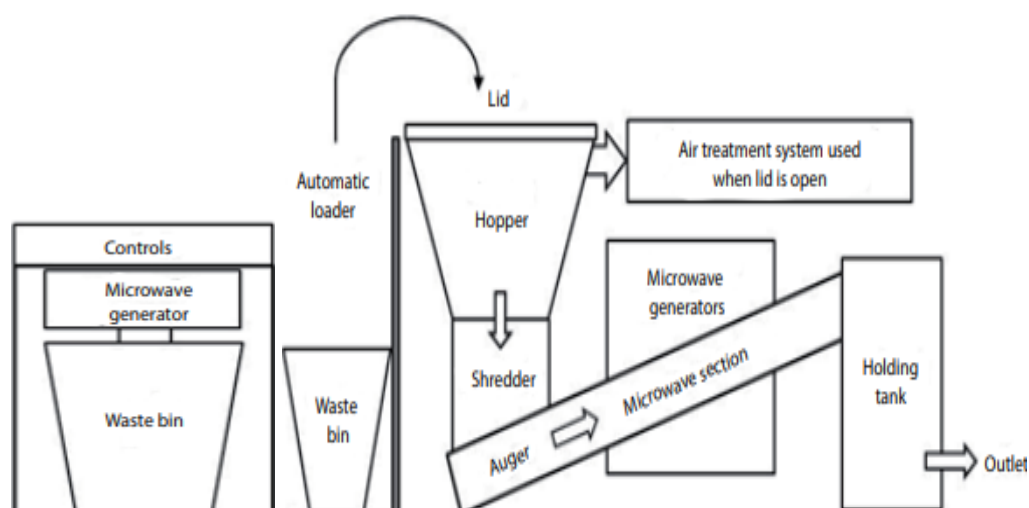 Controls
Microwave
generator
Waste bin
Automatic
loader
Waste
bin
Lid
Hopper
Shredder
Auger
Microwave section
Air treatment system used
when lid is open
Microwave
generators
Holding
tank
Outlet